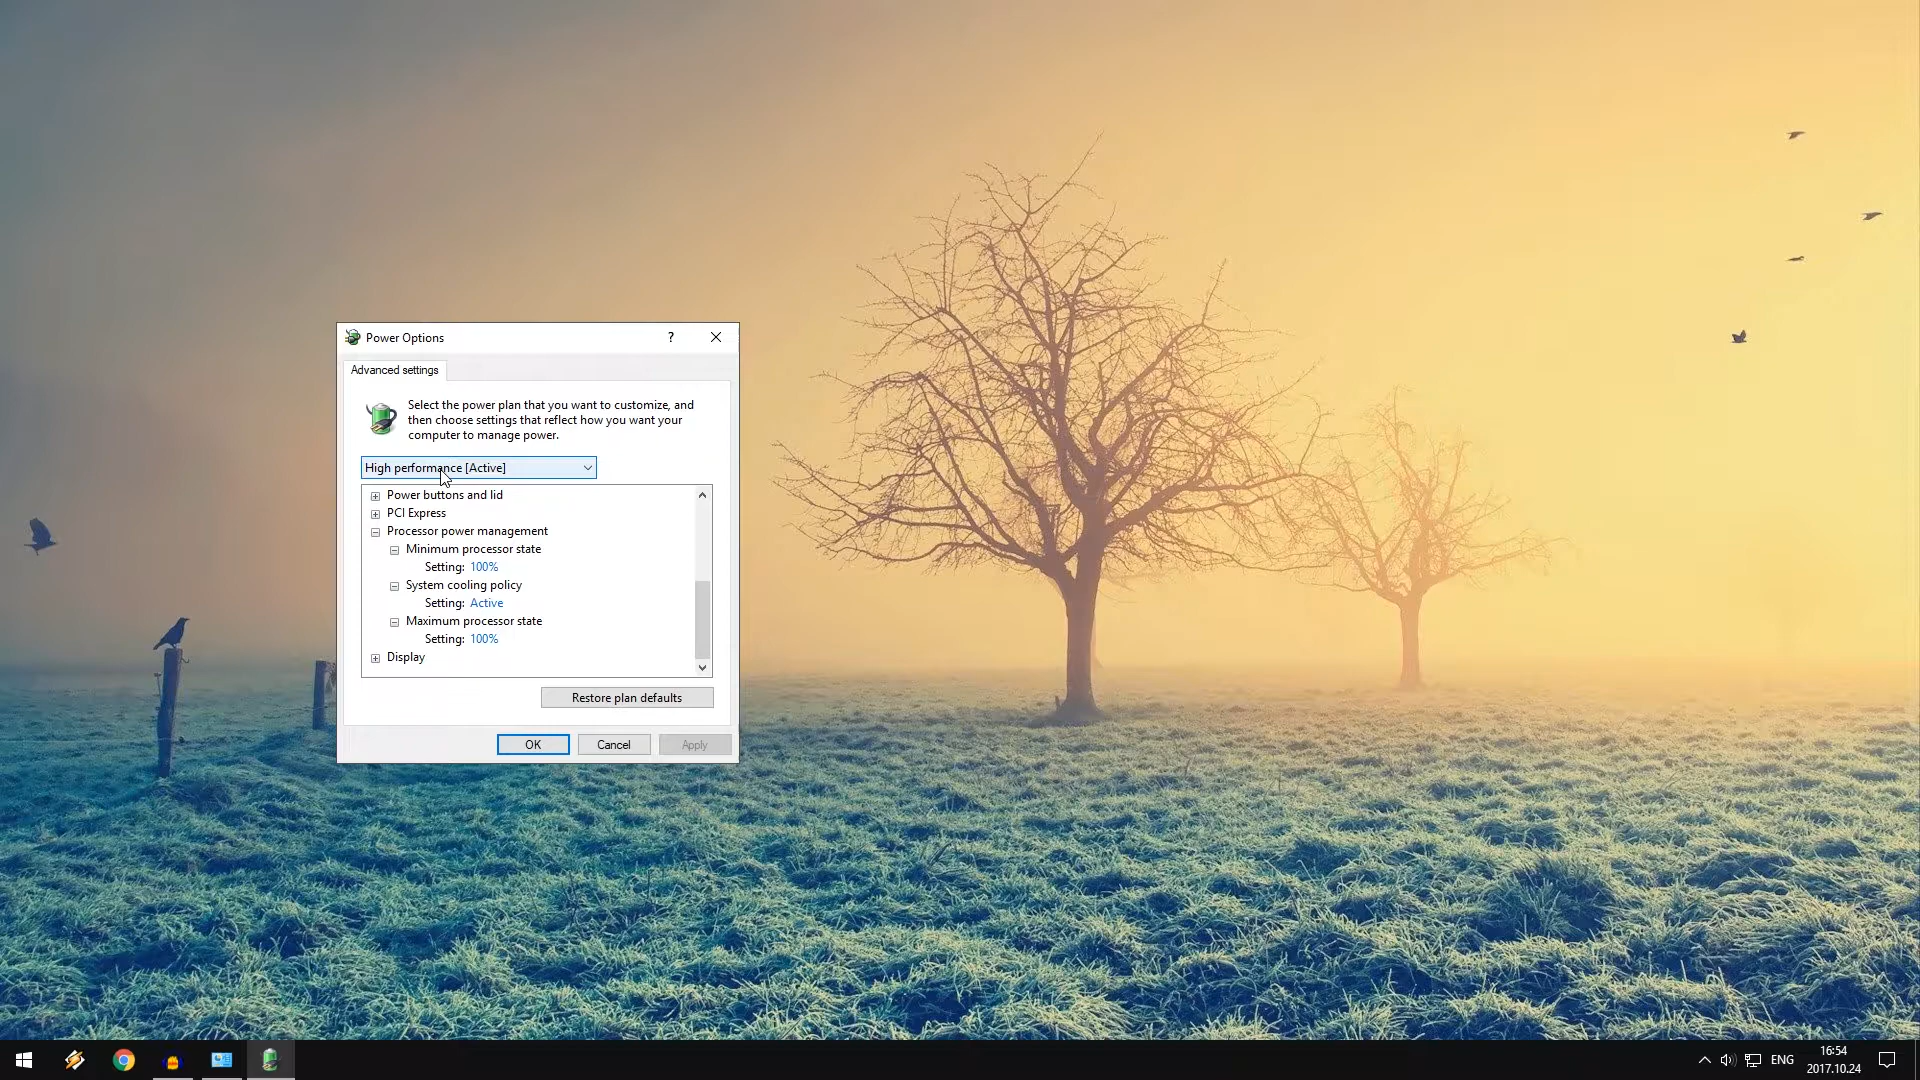 Power Options
?
Advanced settings
Select the power plan that you want to customize, and
then choose settings that reflect how you want your
computer to manage power.
High performance [Active]
Power buttons and lid
PCI Express
Processor power management
Minimum processor state
Setting: 100%
System cooling policy
Setting: Active
Maximum processor state
Setting: 100%
Display
Restore plan defaults
OK Cancel Apply
ENG
16:54
2017.10.24